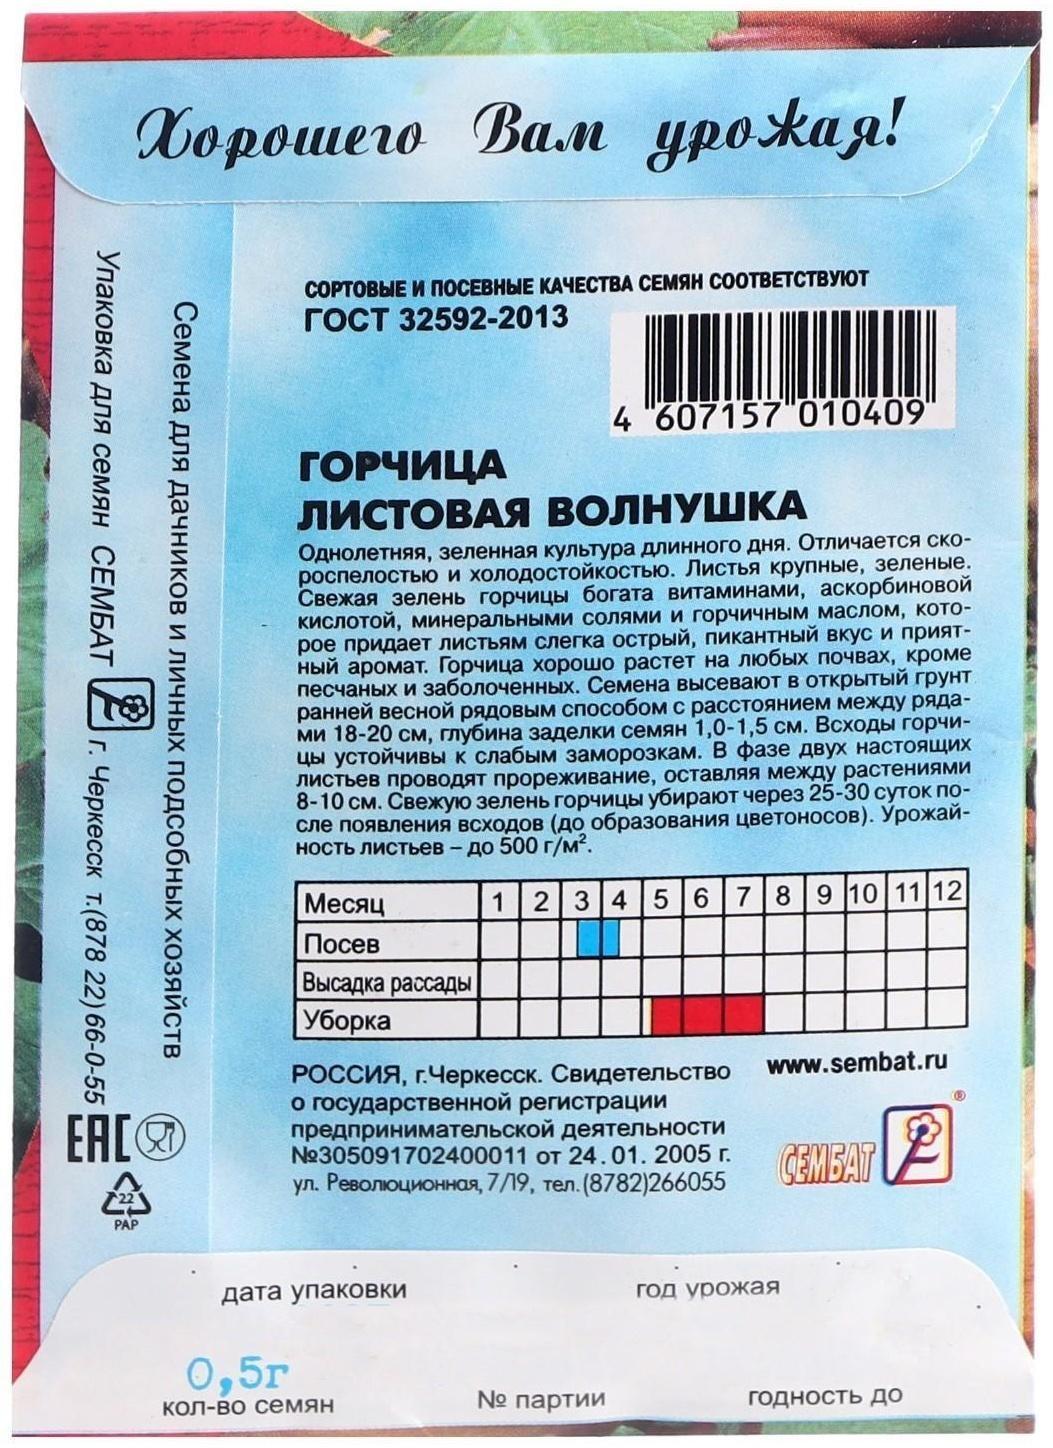 Хорошего Вам урожая!
СОРТОВЫЕ И ПОСЕВНЫЕ КАЧЕСТВА СЕМЯН СООТВЕТСТВУЮТ
ГОСТ 32592-2013
4 607157 010409
ГОРЧИЦА
ЛИСТОВАЯ ВОЛНУШКА
Однолетняя, зеленная культура длинного дня. Отличается ско-
роспелостью и холодостойкостью. Листья крупные, зеленые.
Свежая зелень горчицы богата витаминами, аскорбиновой
кислотой, минеральными солями и горчичным маслом, кото-
рое придает листьям слегка острый, пикантный вкус и прият-
ный аромат. Горчица хорошо растет на любых почвах, кроме
песчаных и заболоченных. Семена высевают в открытый грунт
ранней весной рядовым способом с расстоянием между ряда-
ми 18-20 см, глубина заделки семян 1,0-1,5 см. Всходы горчи-
цы устойчивы к слабым заморозкам. В фазе двух настоящих
листьев проводят прореживание, оставляя между растениями
8-10 см. Свежую зелень горчицы убирают через 25-30 суток по-
сле появления всходов (до образования цветоносов). Урожай-
ность листьев – до 500 г/м².
Месяц 1 2 3 4 5 6 7 8 9 10 11 12
Посев
Высадка рассады
Уборка
РОССИЯ, г.Черкесск. Свидетельство
о государственной регистрации
предпринимательской деятельности
№305091702400011 от 24.01.2005 г.
ул. Революционная, 7/19, тел.(8782)266055
www.sembat.ru
СЕМБАТ ®
Семена для дачников и личных подсобных хозяйств
Упаковка для семян СЕМБАТ г. Черкесск т.(878 22)66-0-55
EAC
22
PAP
дата упаковки год урожая
0,5г
кол-во семян № партии годность до